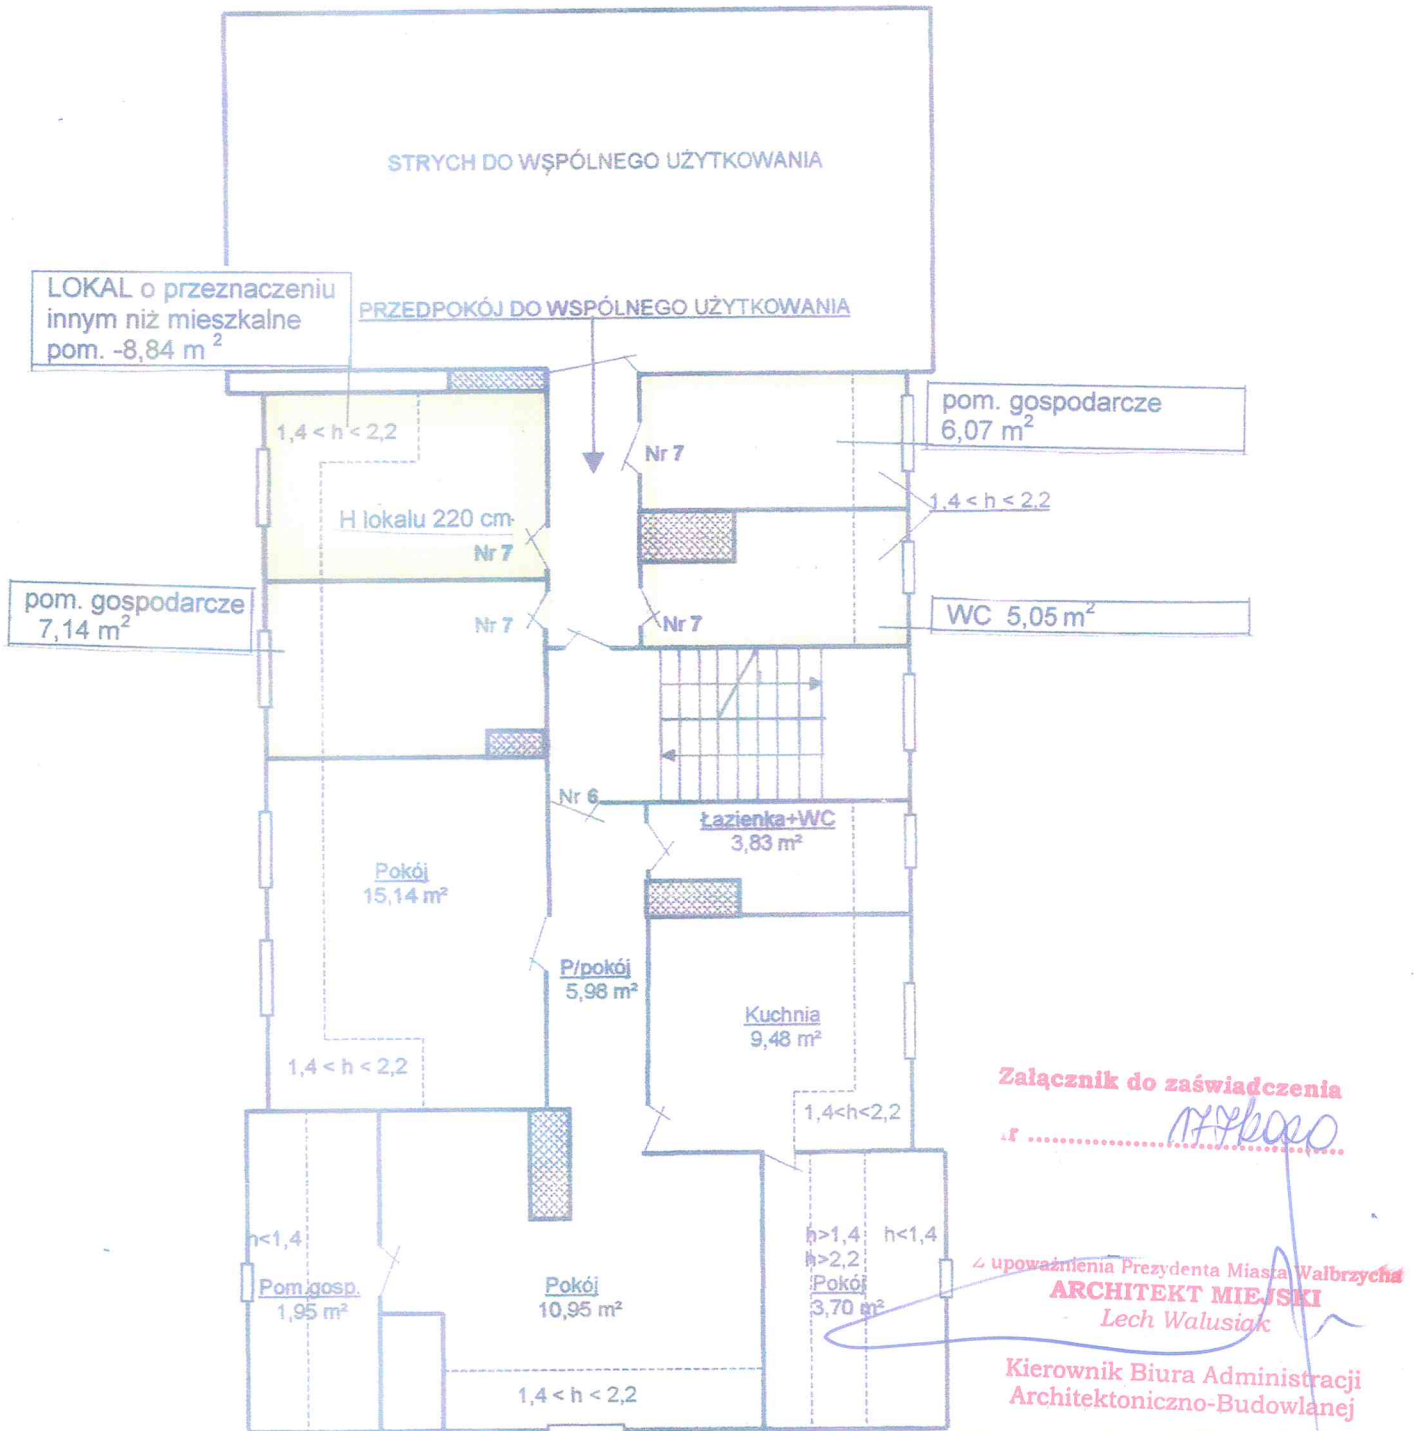 STRYCH DO WSPÓLNEGO UŻYTKOWANIA
LOKAL o przeznaczeniu
innym niż mieszkalne
pom. -8,84 m²
PRZEDPOKÓJ DO WSPÓLNEGO UŻYTKOWANIA
1,4 < h < 2,2
pom. gospodarcze
6,07 m²
Nr 7
1,4 < h < 2,2
H lokalu 220 cm
Nr 7
pom. gospodarcze
7,14 m²
Nr 7
Nr 7
WC 5,05 m²
Nr 6
Łazienka+WC
3,83 m²
Pokój
15,14 m²
P/pokój
5,98 m²
Kuchnia
9,48 m²
1,4 < h < 2,2
1,4<h<2,2
Załącznik do zaświadczenia
h<1,4
Pom.gosp.
1,95 m²
Pokój
10,95 m²
h>1,4
h>2,2
h<1,4
Pokój
3,70 m²
1,4 < h < 2,2
Z upoważnienia Prezydenta Miasta Wałbrzycha
ARCHITEKT MIEJSKI
Lech Walusiak
Kierownik Biura Administracji
Architektoniczno-Budowlanej